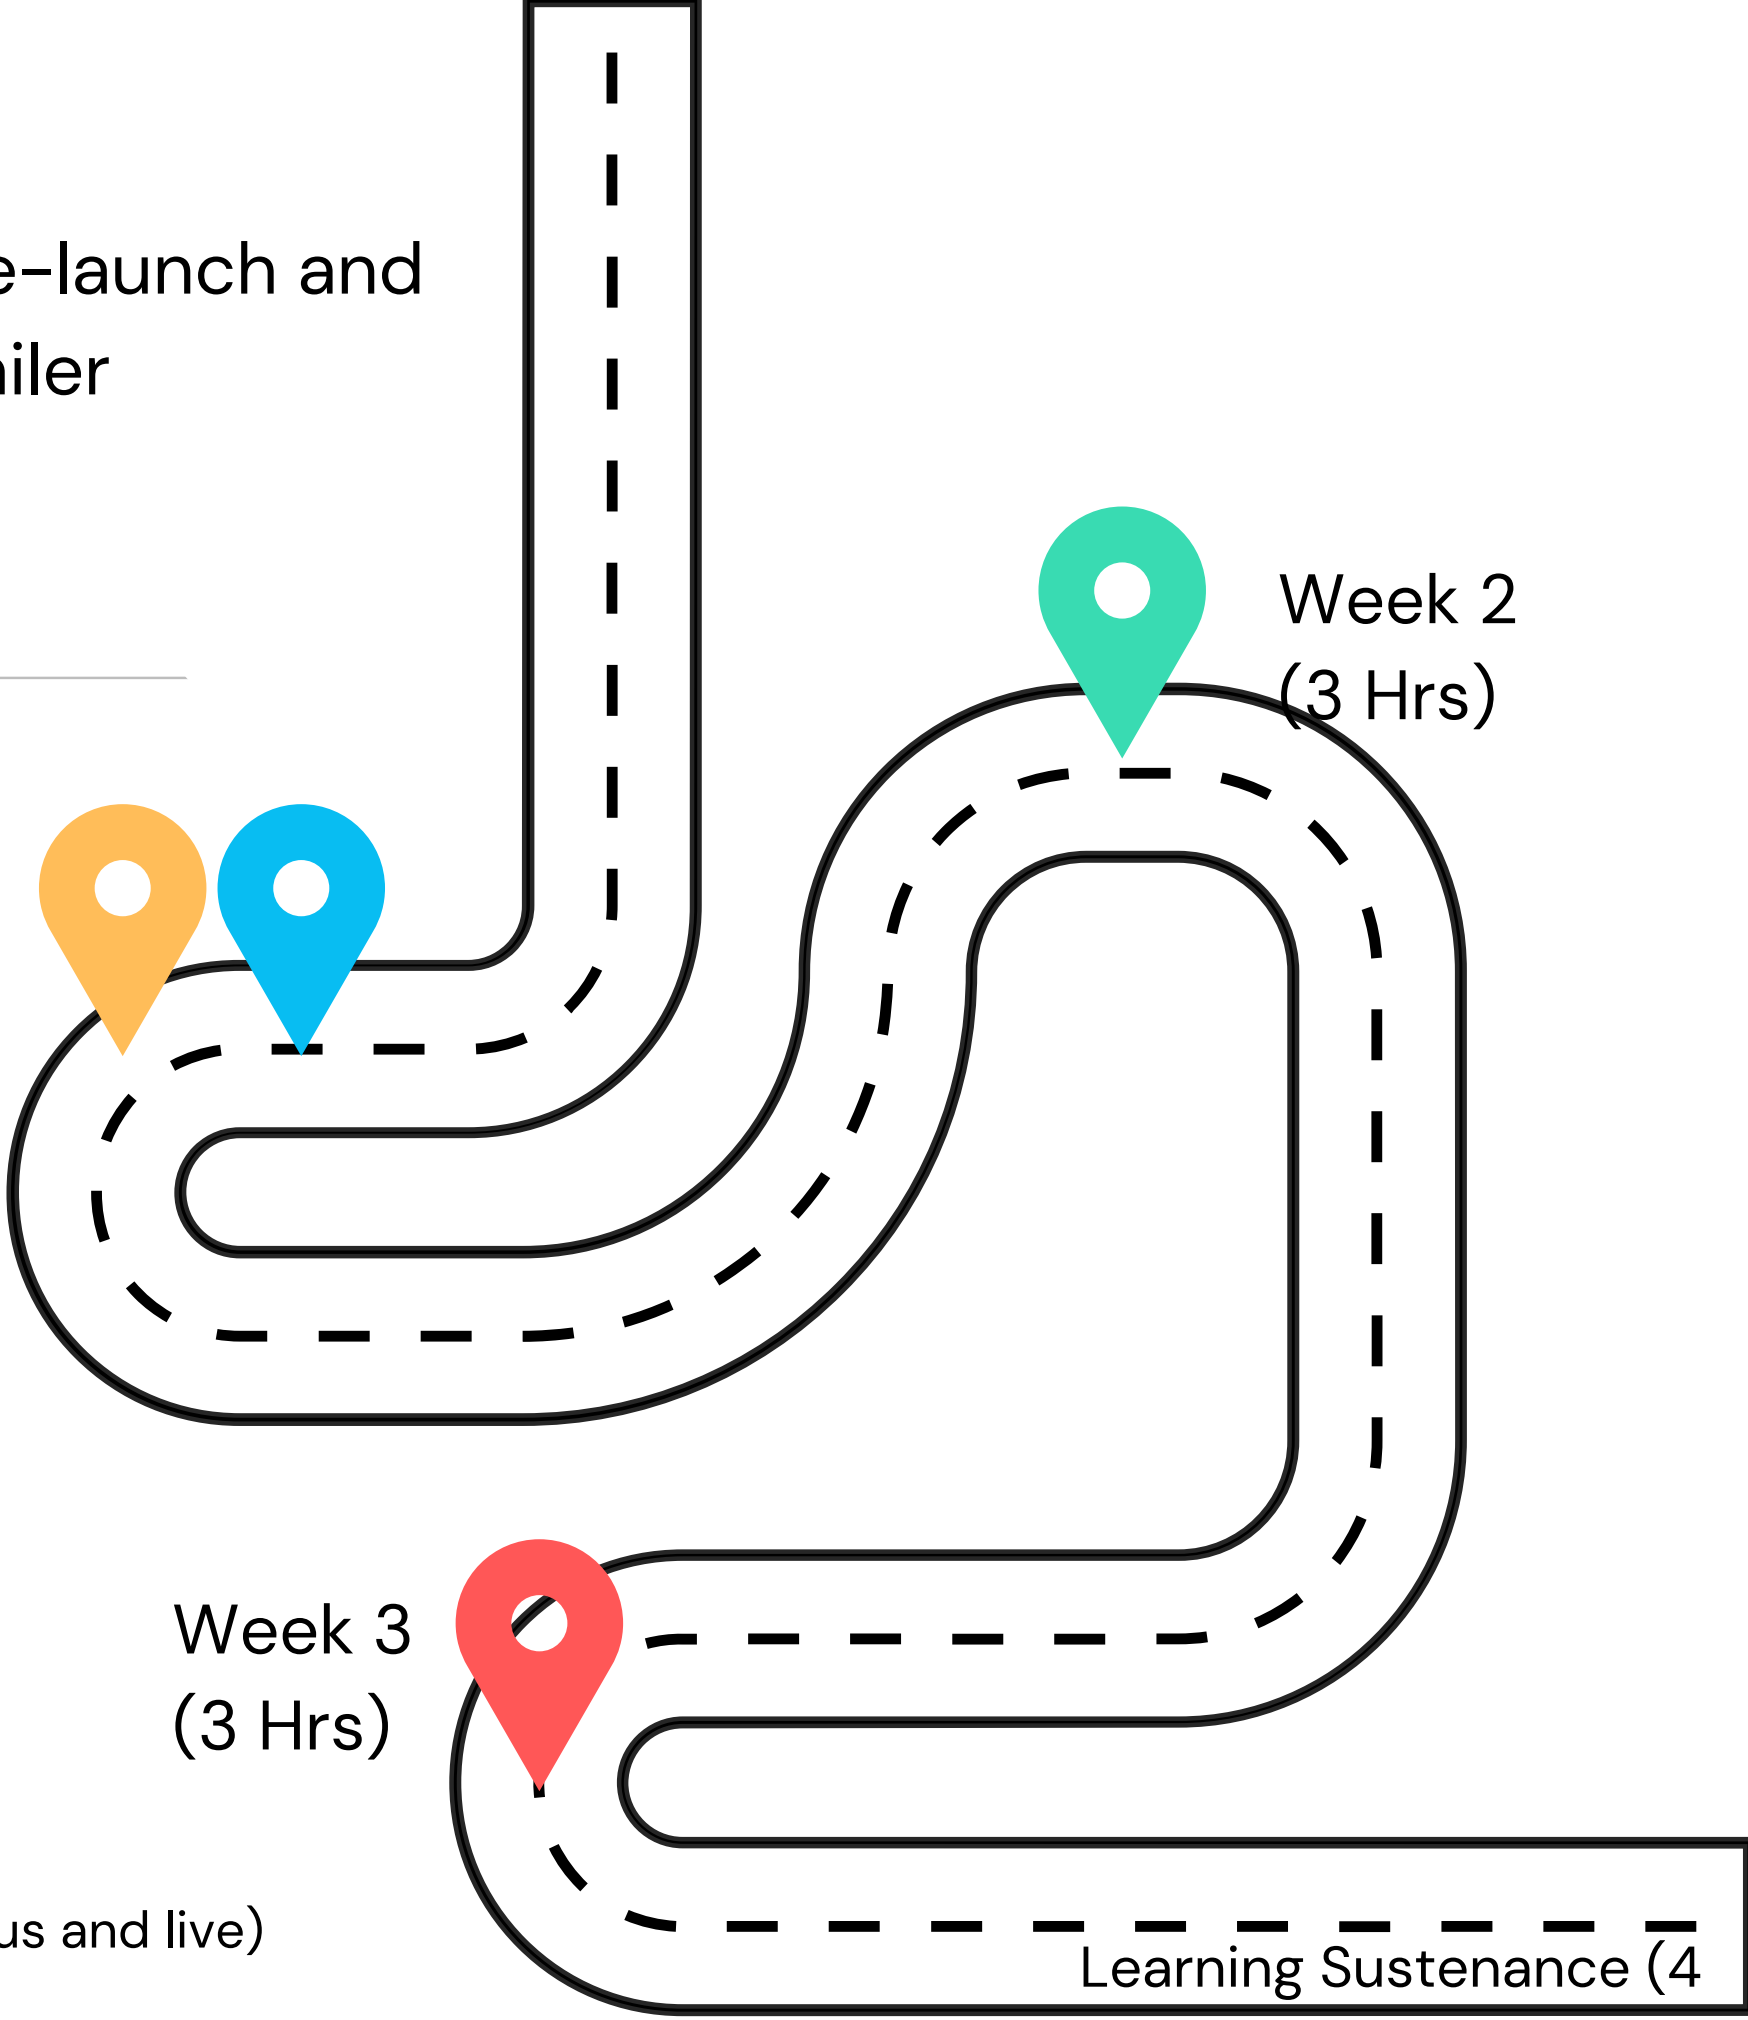 e-launch and
iler
Week 2
(3 Hrs)
Week 3
(3 Hrs)
us and live)
Learning Sustenance (4